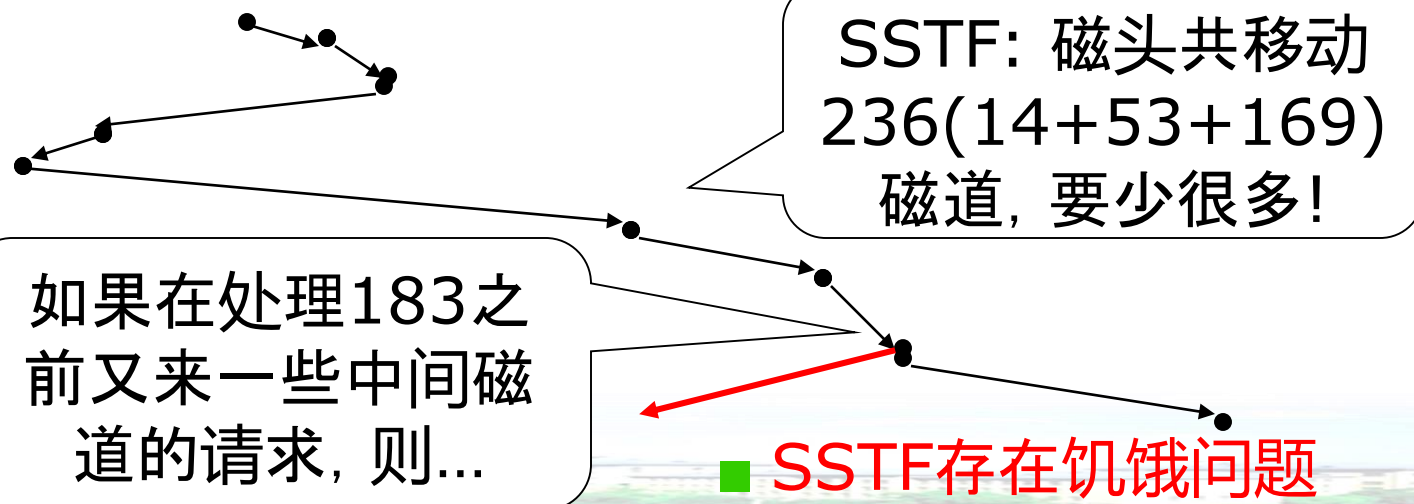 SSTF: 磁头共移动
236(14+53+169)
磁道, 要少很多!
如果在处理183之
前又来一些中间磁
道的请求, 则...
SSTF存在饥饿问题